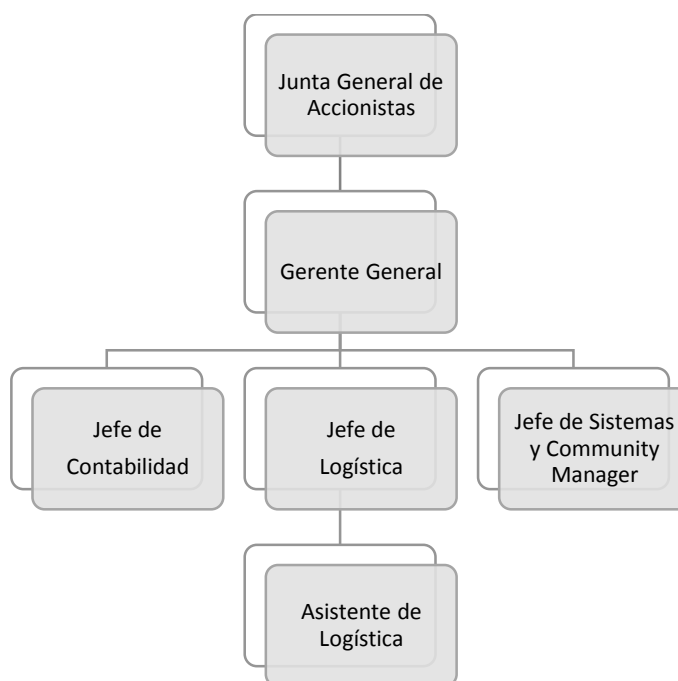 Junta General de
Accionistas
Gerente General
Jefe de
Contabilidad
Jefe de
Logística
Jefe de Sistemas
y Community
Manager
Asistente de
Logística